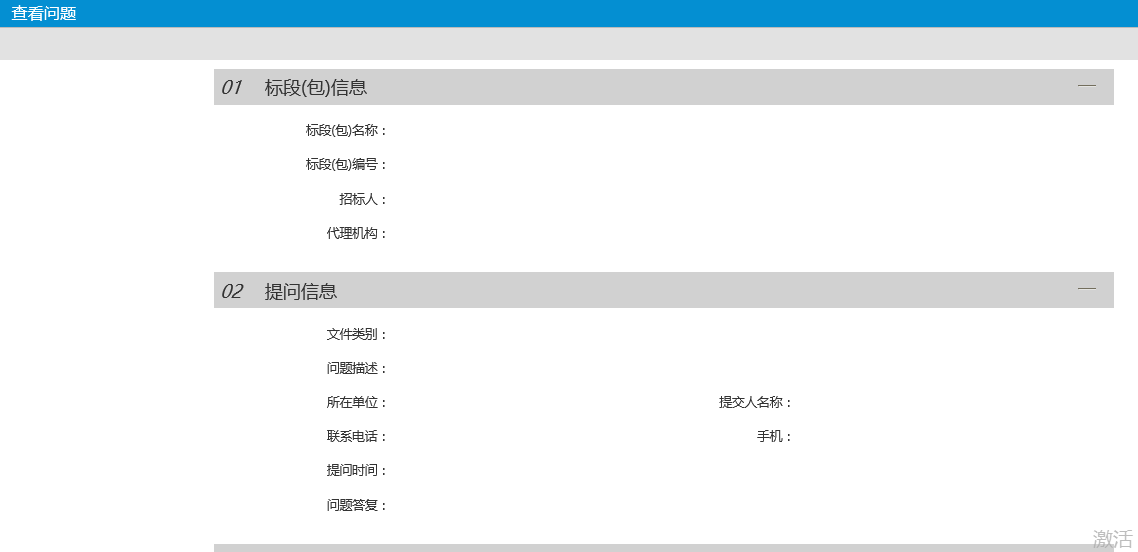 查看问题
01 标段(包)信息
标段(包)名称：
标段(包)编号：
招标人：
代理机构：
02 提问信息
文件类别：
问题描述：
所在单位： 提交人名称：
联系电话： 手机：
提问时间：
问题答复：
激活